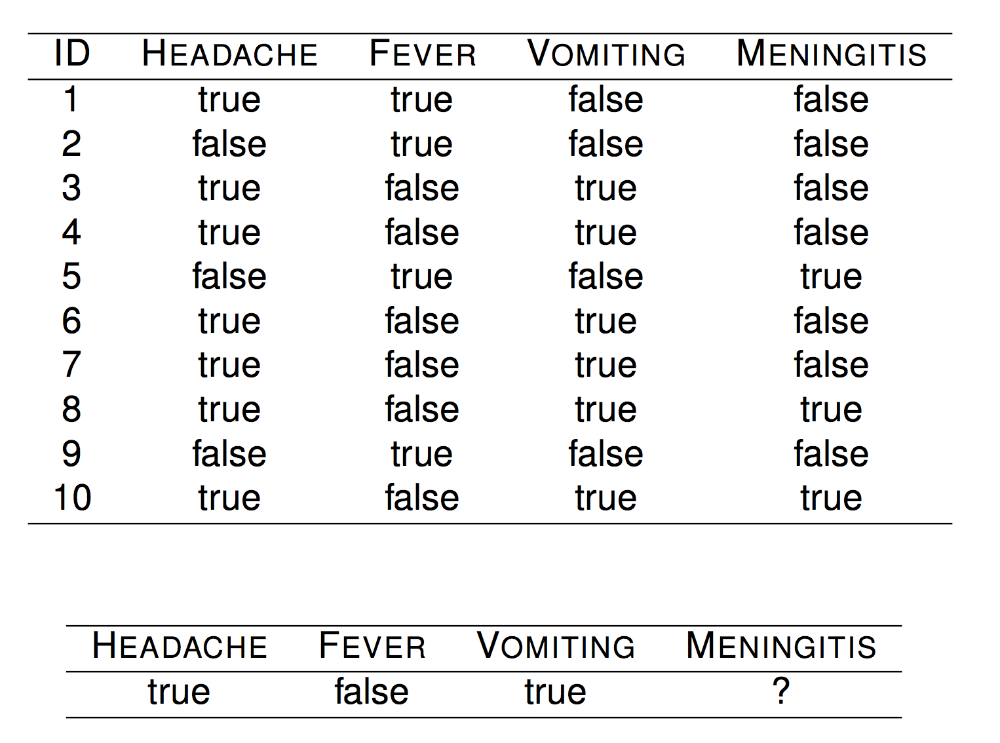 ID HEADACHE FEVER VOMITING MENINGITIS
1 true true false false
2 false true false false
3 true false true false
4 true false true false
5 false true false true
6 true false true false
7 true false true false
8 true false true true
9 false true false false
10 true false true true
HEADACHE FEVER VOMITING MENINGITIS
true false true ?